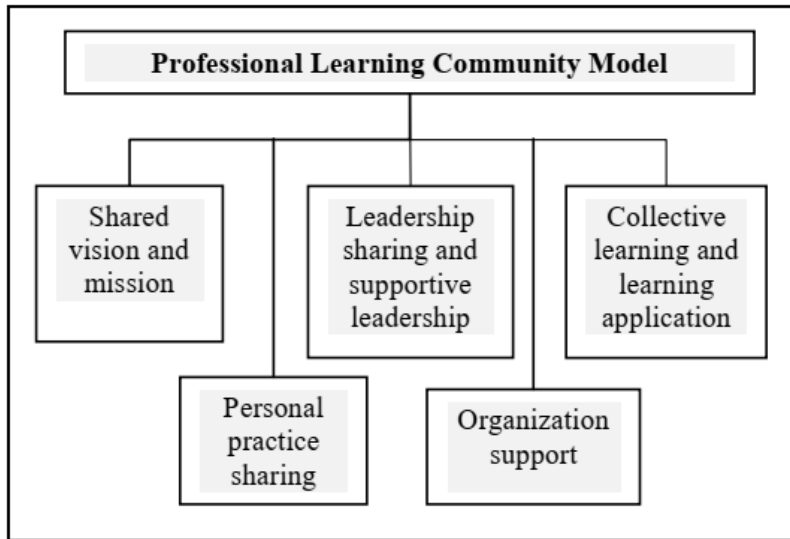 Professional Learning Community Model
Shared
vision and
mission
Leadership
sharing and
supportive
leadership
Collective
learning and
learning
application
Personal
practice
sharing
Organization
support